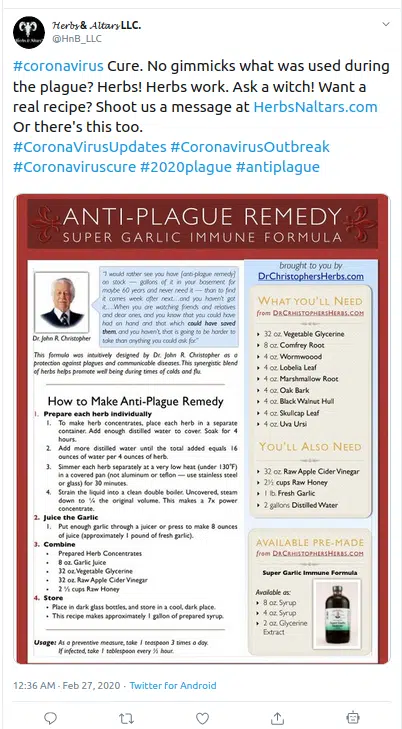 Herbs& Altars LLC.
@HnB_LLC
#coronavirus Cure. No gimmicks what was used during
the plague? Herbs! Herbs work. Ask a witch! Want a
real recipe? Shoot us a message at HerbsNaltars.com
Or there's this too.
#CoronaVirusUpdates #CoronavirusOutbreak
#Coronaviruscure #2020plague #antiplague
ANTI-PLAGUE REMEDY
SUPER GARLIC IMMUNE FORMULA
"I would rather see you have [anti-plague remedy]
on stock — gallons of it in your basement for
maybe 60 years and never need it — than to find
it comes week after next...and you haven't got
it...When you are watching friends, and relatives
and dear ones, and you know that you could have
had on hand and that which could have saved
them, and you haven't, that is going to be harder to
take than anything you could ask for."
Dr. John R. Christopher
This formula was intuitively designed by Dr. John R. Christopher as a
protection against plagues and communicable diseases. This synergistic blend
of herbs helps promote well being during times of colds and flu.
How to Make Anti-Plague Remedy
1. Prepare each herb individually
1. To make herb concentrates, place each herb in a separate
container. Add enough distilled water to cover. Soak for 4
hours.
2. Add more distilled water until the total added equals 16
ounces of water per 4 ounces of herb.
3. Simmer each herb separately at a very low heat (under 130°F)
in a covered pan (not aluminum or teflon — use stainless steel
or glass) for 30 minutes.
4. Strain the liquid into a clean double boiler. Uncovered, steam
down to ¼ the original volume. This makes a 7x power
concentrate.
2. Juice the Garlic
1. Put enough garlic through a juicer or press to make 8 ounces
of juice (approximately 1 pound of fresh garlic).
3. Combine
• Prepared Herb Concentrates
• 8 oz. Garlic Juice
• 32 oz. Vegetable Glycerine
• 32 oz. Raw Apple Cider Vinegar
• 2 ½ cups Raw Honey
4. Store
• Place in dark glass bottles, and store in a cool, dark place.
• This recipe makes approximately 1 gallon of prepared syrup.
Usage: As a preventive measure, take 1 teaspoon 3 times a day.
If infected, take 1 tablespoon every ½ hour.
brought to you by
DrChristophersHerbs.com
WHAT YOU'LL NEED
from DRCHRISTOPHERSHERBS.COM
32 oz. Vegetable Glycerine
8 oz. Comfrey Root
4 oz. Wormwoood
4 oz. Lobelia Leaf
4 oz. Marshmallow Root
4 oz. Oak Bark
4 oz. Black Walnut Hull
4 oz. Skullcap Leaf
4 oz. Uva Ursi
YOU'LL ALSO NEED
32 oz. Raw Apple Cider Vinegar
2½ cups Raw Honey
1 lb. Fresh Garlic
2 gallons Distilled Water
AVAILABLE PRE-MADE
from DRCHRISTOPHERSHERBS.COM
Super Garlic Immune Formula
Available as:
8 oz. Syrup
4 oz. Syrup
2 oz. Glycerine
Extract
12:36 AM · Feb 27, 2020 · Twitter for Android